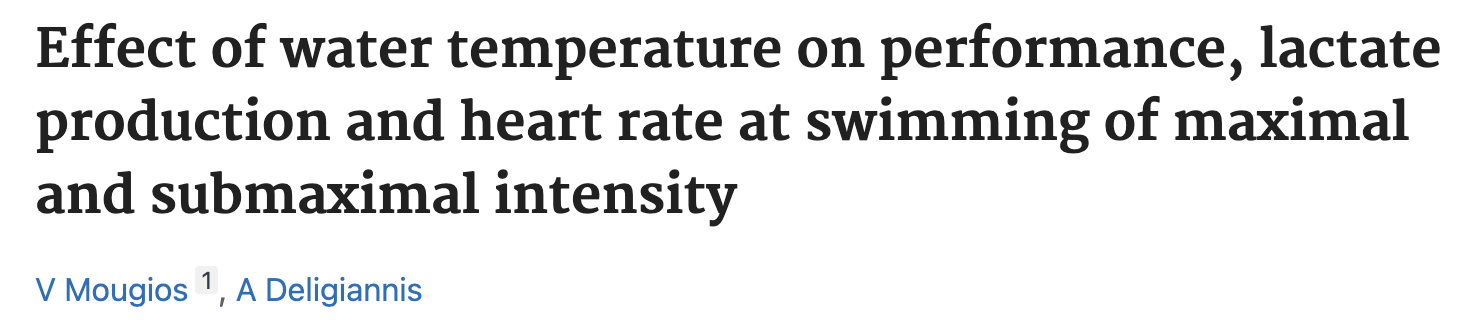 Effect of water temperature on performance, lactate
production and heart rate at swimming of maximal
and submaximal intensity
V Mougios 1, A Deligiannis